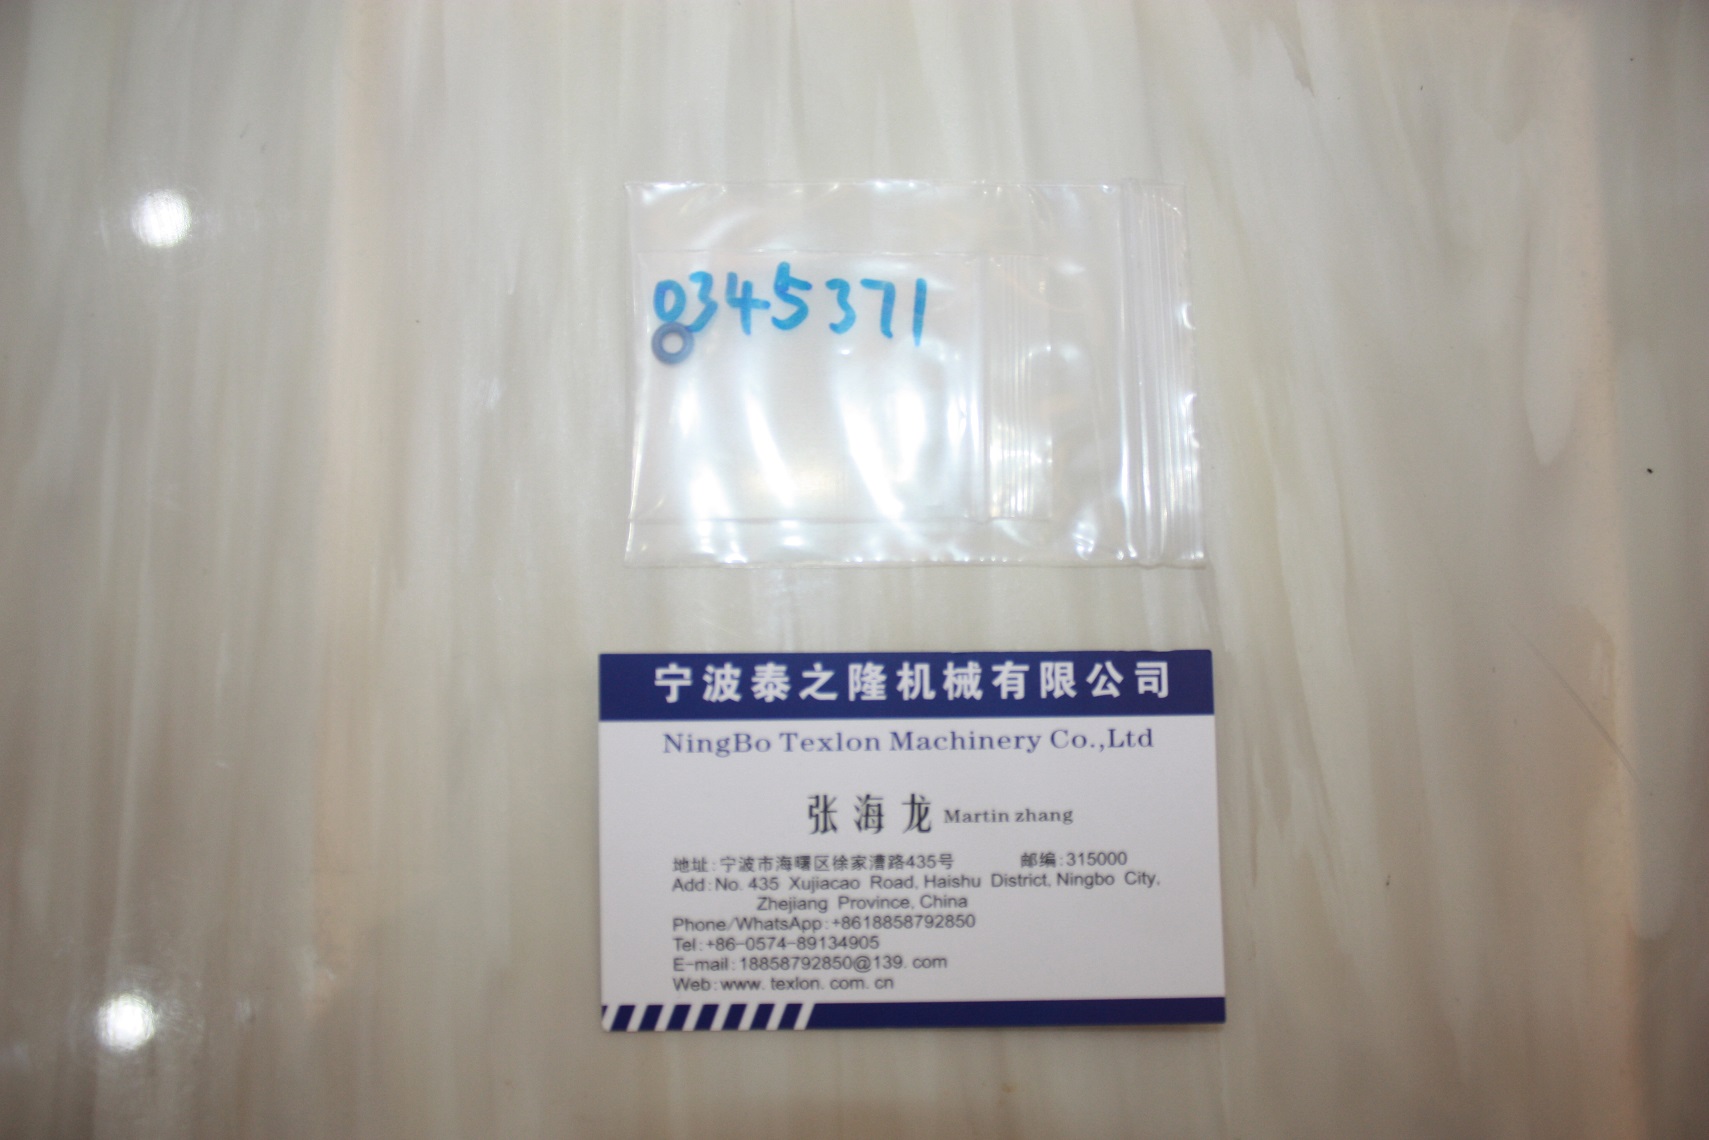 0345371
宁波泰之隆机械有限公司
NingBo Texlon Machinery Co.,Ltd
张海龙 Martin zhang
地址:宁波市海曙区徐家漕路435号 邮编:315000
Add:No. 435 Xujiacao Road, Haishu District, Ningbo City,
Zhejiang Province, China
Phone/WhatsApp:+8618858792850
Tel:+86-0574-89134905
E-mail:18858792850@139. com
Web:www. texlon. com. cn